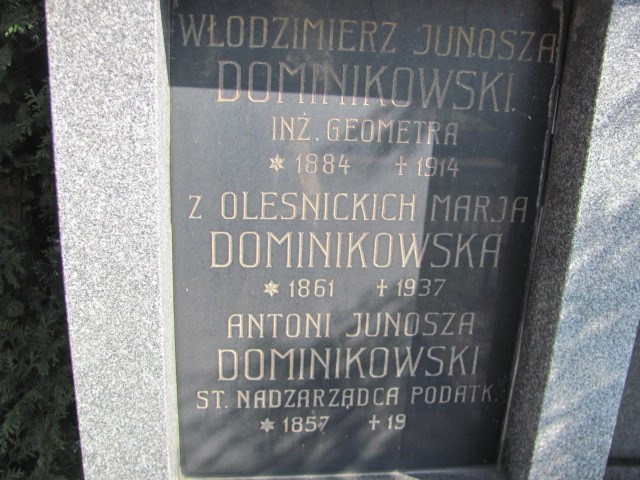 WŁODZIMIERZ JUNOSZA
DOMINIKOWSKI.
INŻ. GEOMETRA
* 1884 + 1914
Z OLESNICKICH MARJA
DOMINIKOWSKA
* 1861 + 1937
ANTONI JUNOSZA
DOMINIKOWSKI
ST. NADZARZĄDCA PODATK.
* 1857 + 19